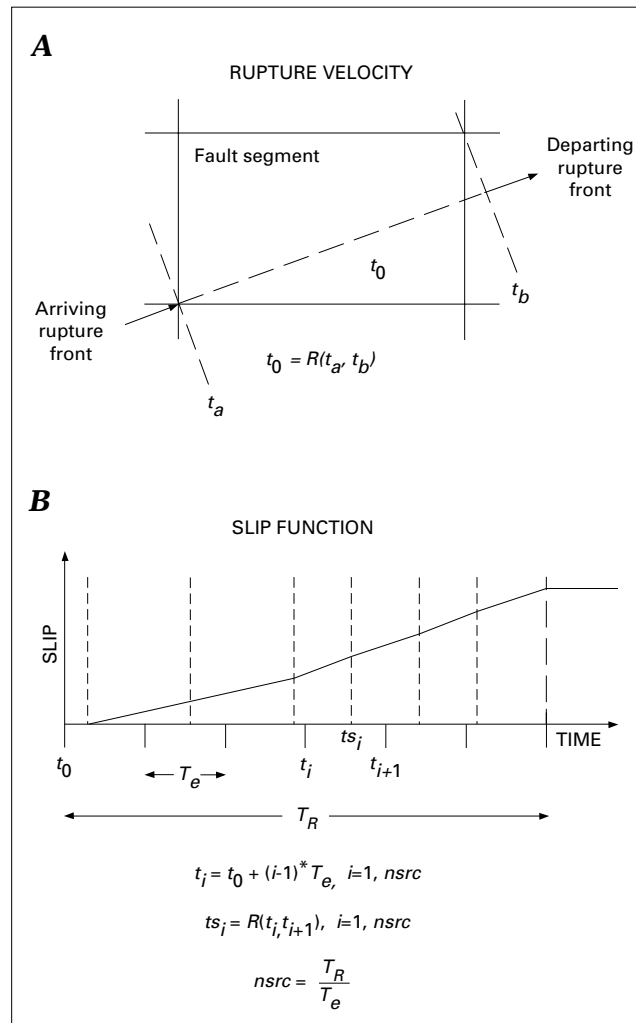 A
RUPTURE VELOCITY
Fault segment
Departing
rupture
front
t0
tb
Arriving
rupture
front
t0 = R(ta, tb)
ta
B
SLIP FUNCTION
SLIP
tsi
TIME
t0
Te
ti
ti+1
TR
ti = t0 + (i-1)* Te, i=1, nsrc
tsi = R(ti,ti+1), i=1, nsrc
nsrc = TR
Te